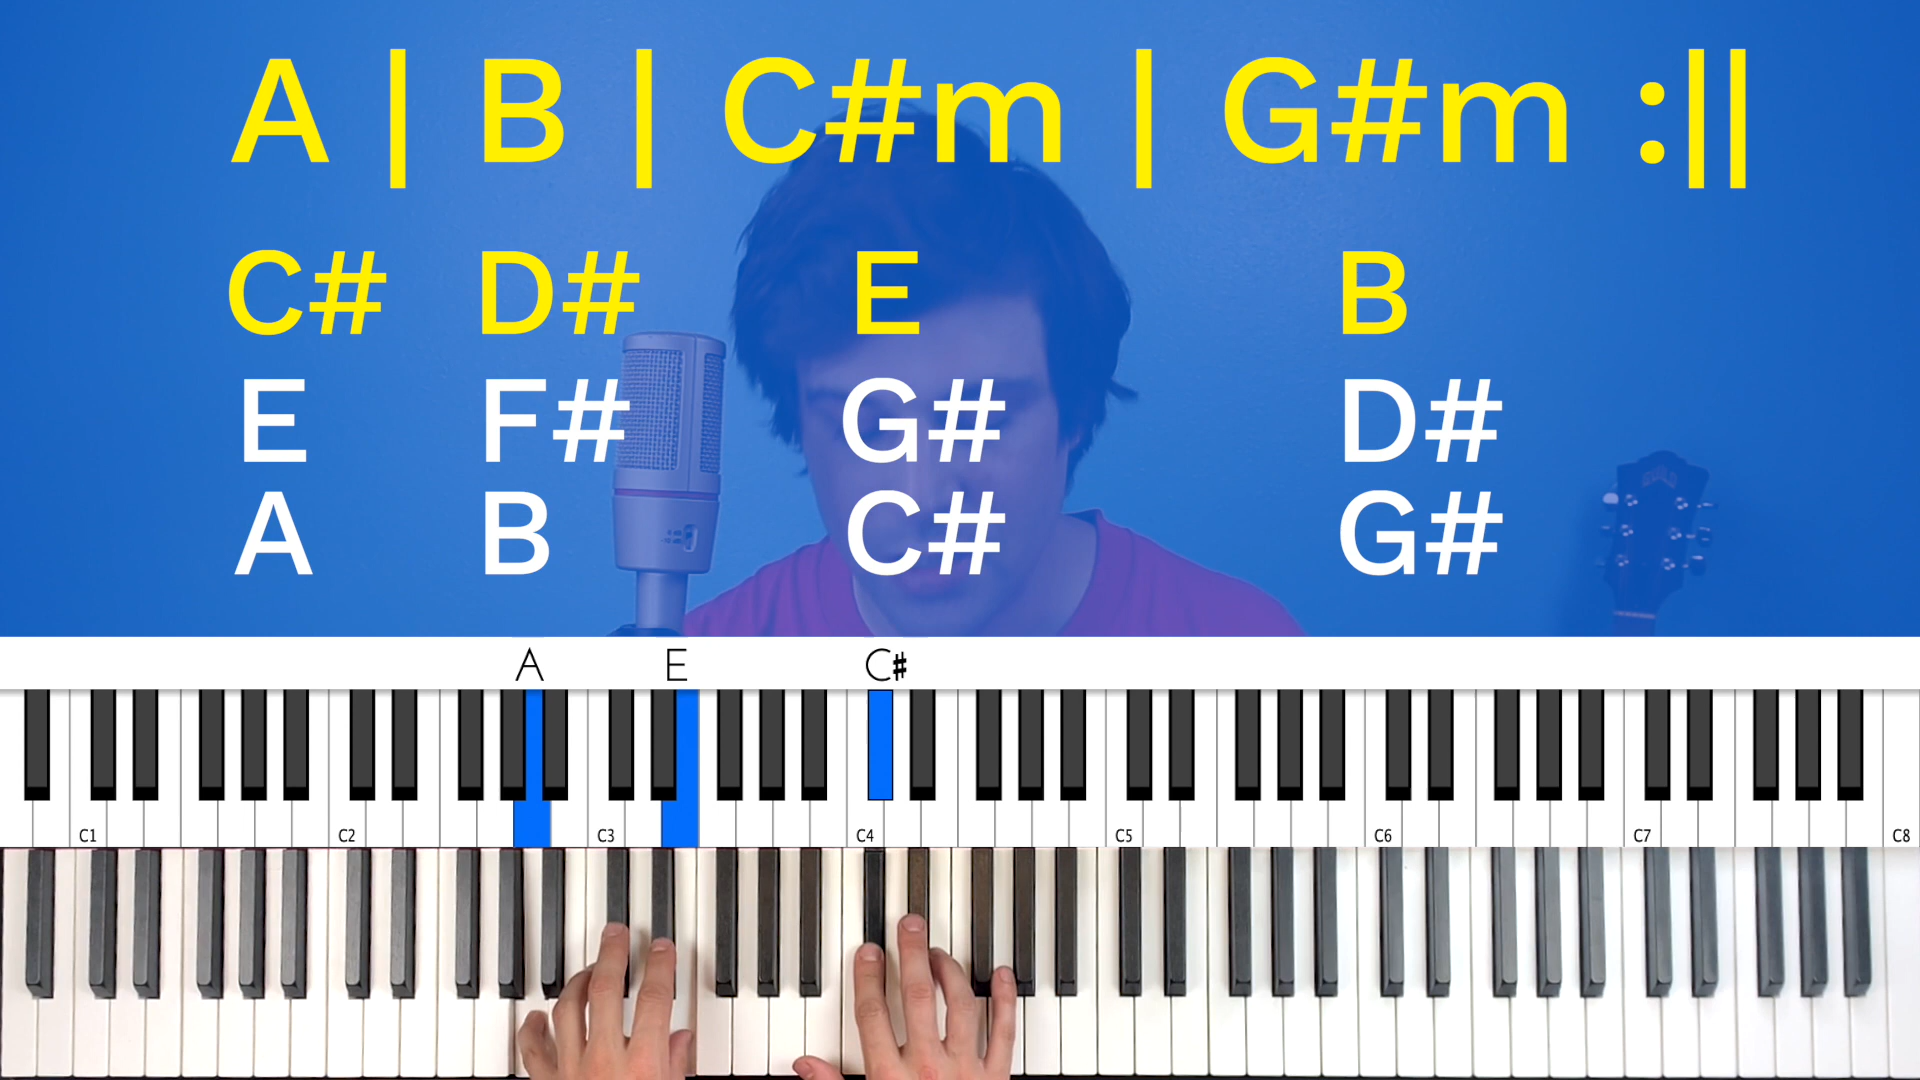 A | B | C#m | G#m :||
C# D# E B
E F# G# D#
A B C# G#
A E C#
C1 C2 C3 C4 C5 C6 C7 C8